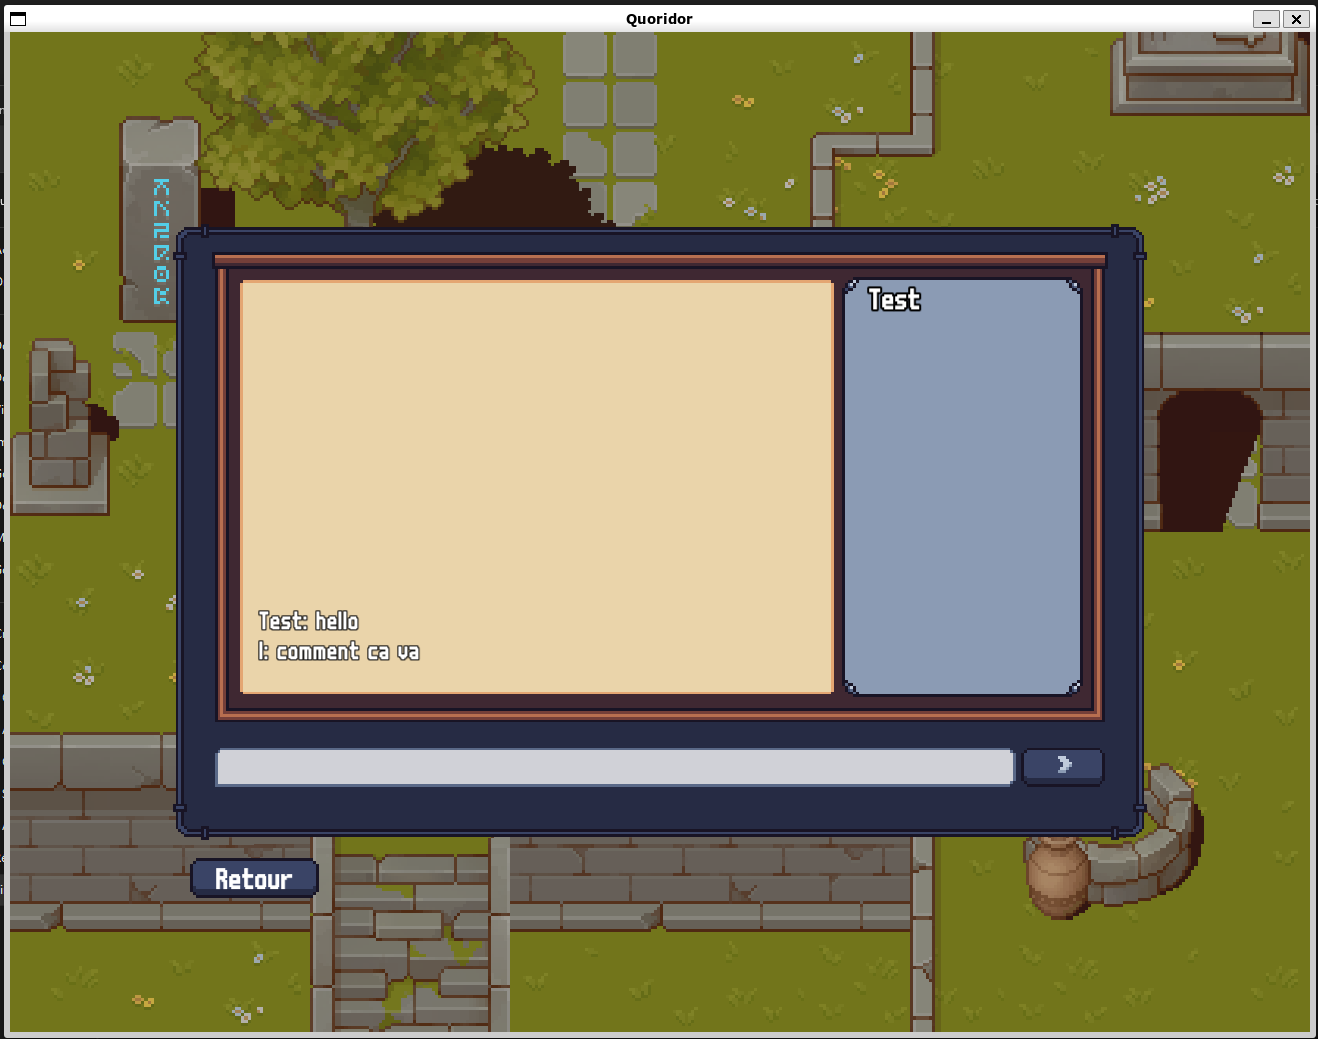 Quoridor
Test
Test: hello
I: comment ca va
Retour